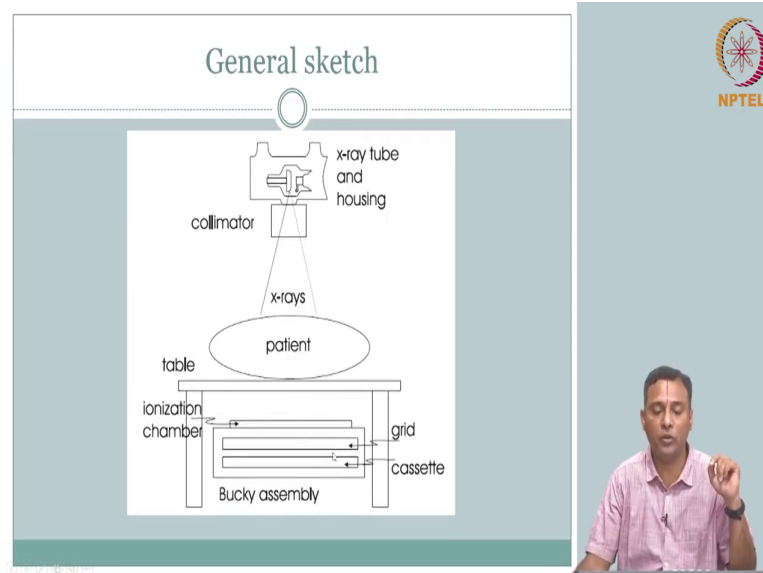 General sketch
NPTEL
x-ray tube
and
housing
collimator
x-rays
patient
table
ionization
chamber
grid
cassette
Bucky assembly